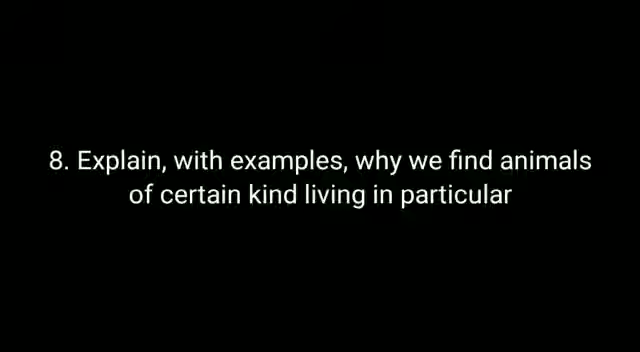 8. Explain, with examples, why we find animals
of certain kind living in particular